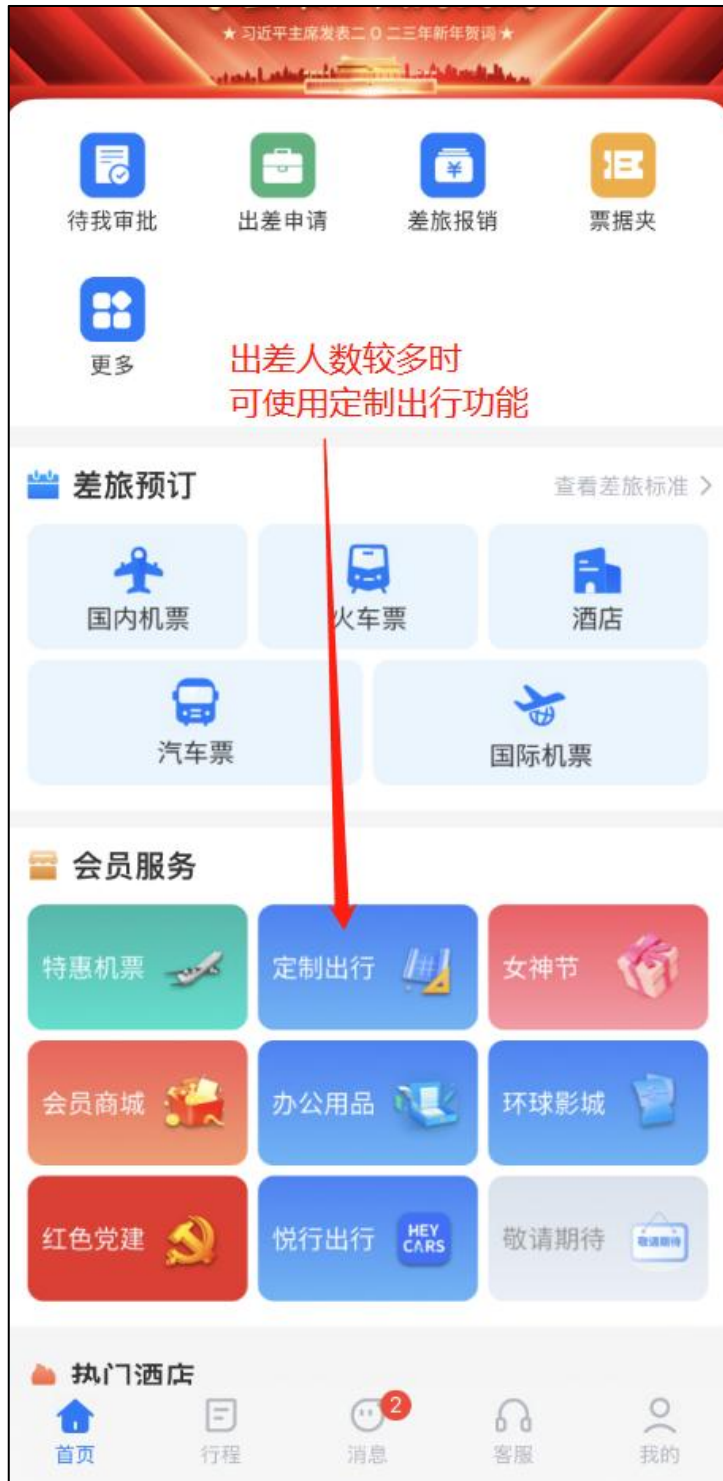 ★ 习近平主席发表二〇二三年新年贺词 ★
待我审批
出差申请
差旅报销
票据夹
更多
出差人数较多时
可使用定制出行功能
差旅预订
查看差旅标准
国内机票
火车票
酒店
汽车票
国际机票
会员服务
特惠机票
定制出行
女神节
会员商城
办公用品
环球影城
红色党建
悦行出行
HEY
CARS
敬请期待
敬请期待
热门酒店
2
首页
行程
消息
客服
我的